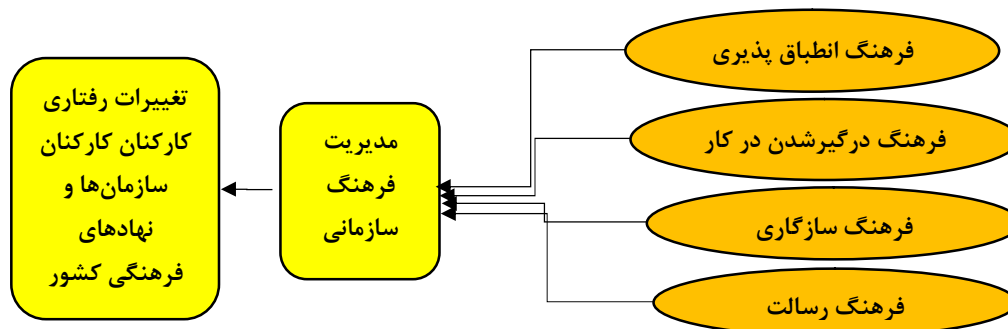 فرهنگ انطباق پذیری
فرهنگ درگیرشدن در کار
فرهنگ سازگاری
فرهنگ رسالت
مدیریت
فرهنگ
سازمانی
تغییرات رفتاری
کارکنان کارکنان
سازمان‌ها و
نهادهای
فرهنگی کشور